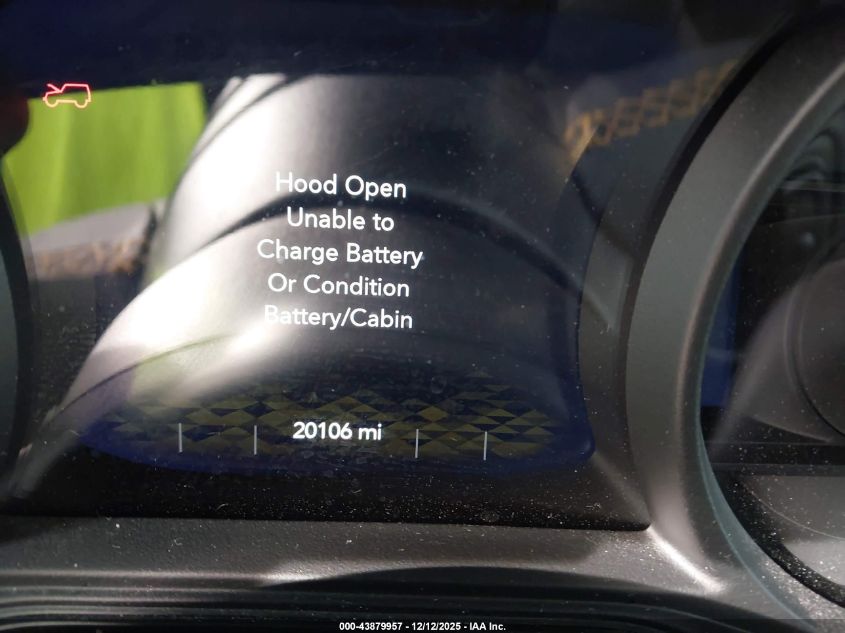 Hood Open
Unable to
Charge Battery
Or Condition
Battery/Cabin
20106 mi
000-43879957 - 12/12/2025 - IAA Inc.